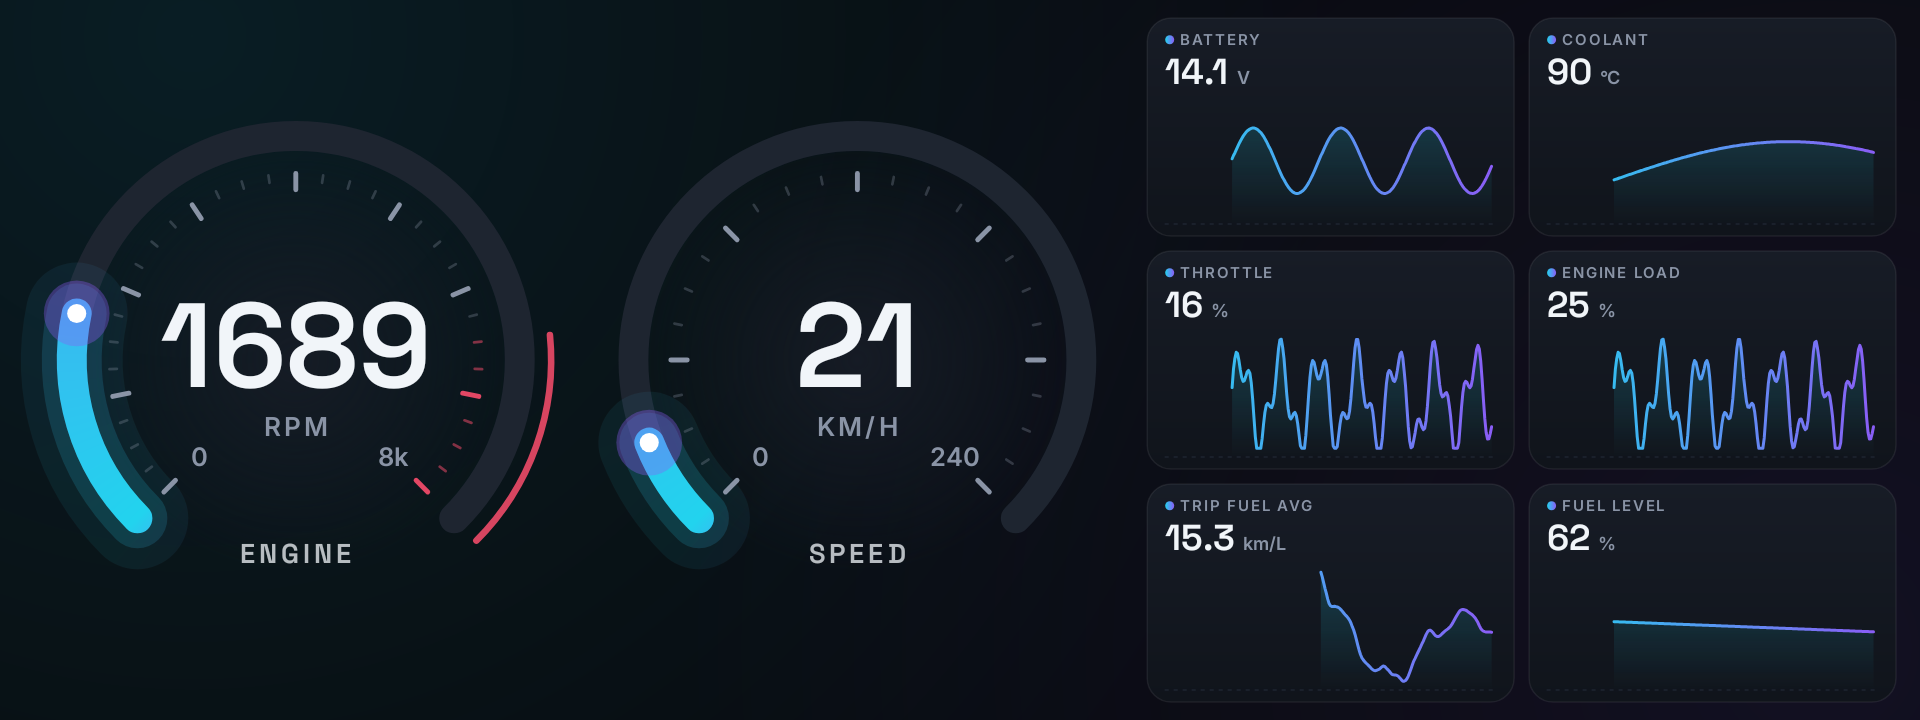 1689
RPM
0
8k
ENGINE
21
KM/H
0
240
SPEED
BATTERY
14.1 V
COOLANT
90 °C
THROTTLE
16 %
ENGINE LOAD
25 %
TRIP FUEL AVG
15.3 km/L
FUEL LEVEL
62 %